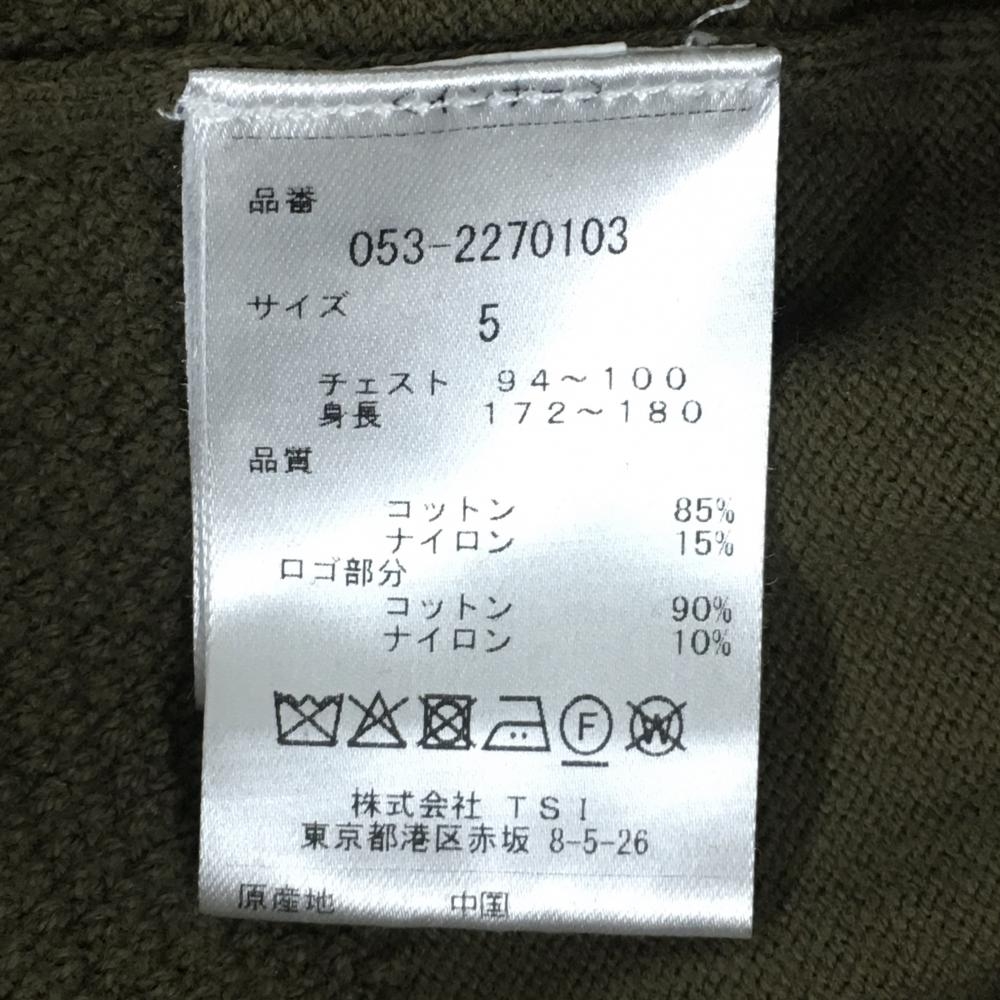 品番
053-2270103
サイズ 5
チェスト 94～100
身長 172～180
品質
コットン 85%
ナイロン 15%
ロゴ部分
コットン 90%
ナイロン 10%
F W
株式会社 TSI
東京都港区赤坂 8-5-26
原産地 中国